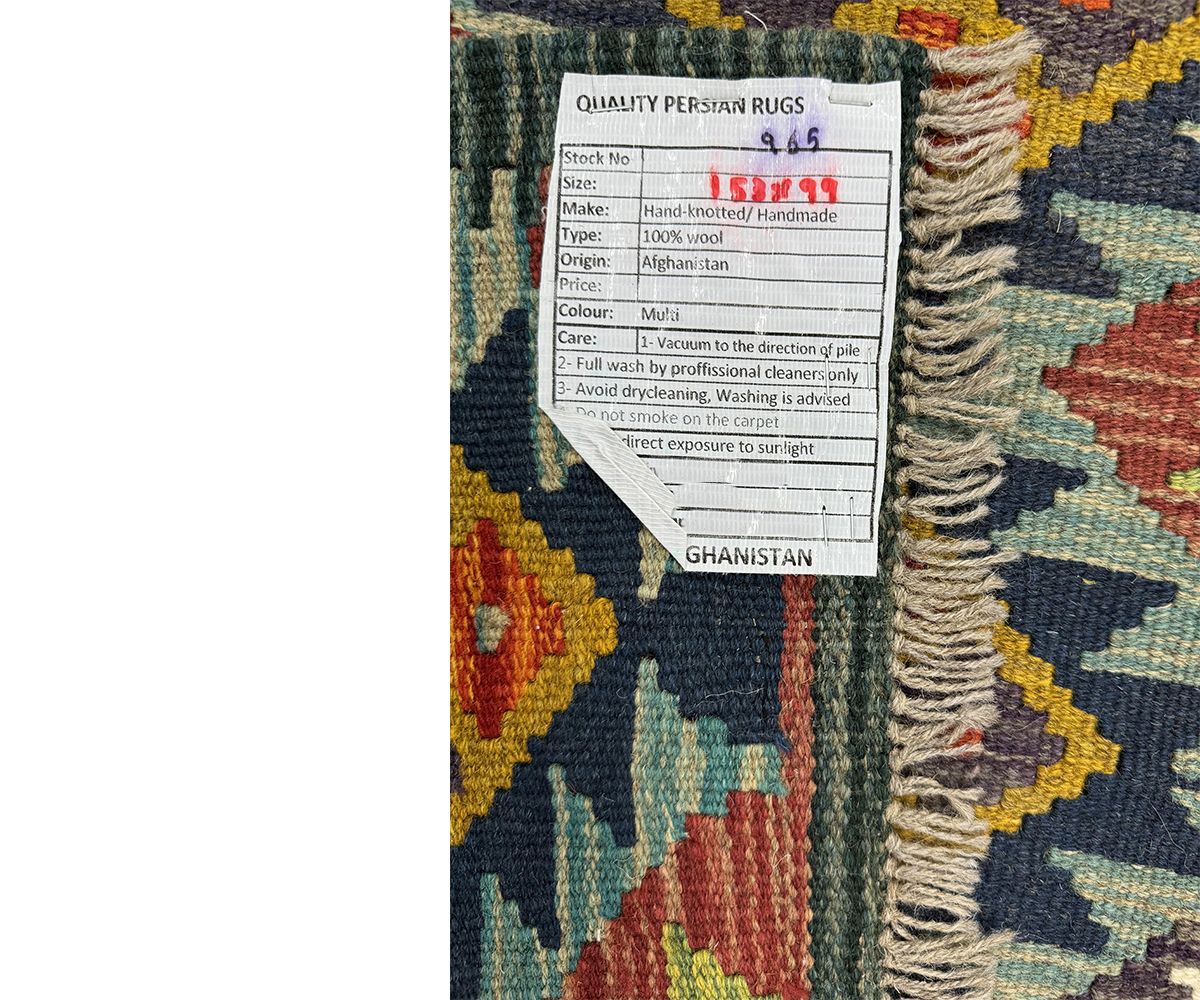 QUALITY PERSIAN RUGS
965
Stock No
Size: 153x99
Make: Hand-knotted/ Handmade
Type: 100% wool
Origin: Afghanistan
Price:
Colour: Multi
Care: 1- Vacuum to the direction of pile
2- Full wash by proffissional cleaners only
3- Avoid drycleaning, Washing is advised
Do not smoke on the carpet
direct exposure to sunlight
GHANISTAN